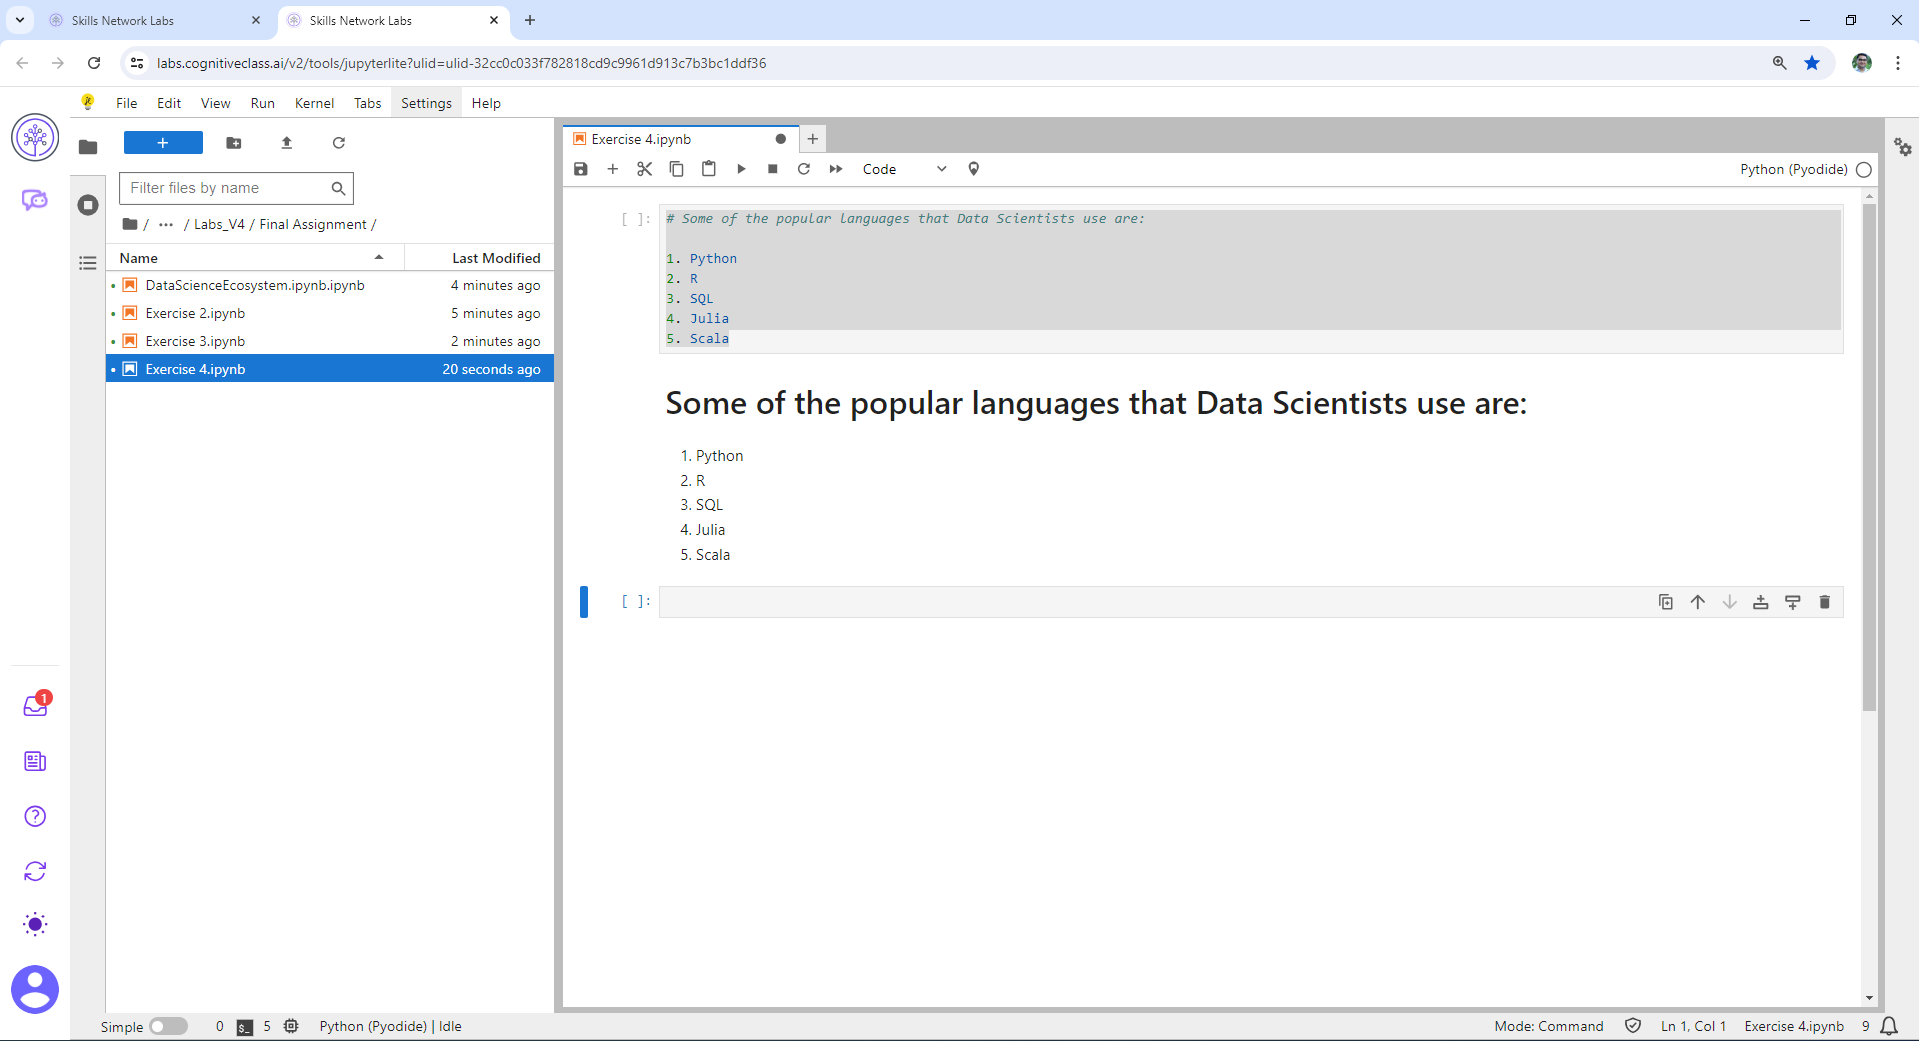 Skills Network Labs
Skills Network Labs
labs.cognitiveclass.ai/v2/tools/jupyterlite?ulid=ulid-32cc0c033f782818cd9c9961d913c7b3bc1ddf36
File Edit View Run Kernel Tabs Settings Help
Filter files by name
/ ··· / Labs_V4 / Final Assignment /
Name Last Modified
DataScienceEcosystem.ipynb.ipynb 4 minutes ago
Exercise 2.ipynb 5 minutes ago
Exercise 3.ipynb 2 minutes ago
Exercise 4.ipynb 20 seconds ago
Exercise 4.ipynb
Code
Python (Pyodide)
[ ]: # Some of the popular languages that Data Scientists use are:
1. Python
2. R
3. SQL
4. Julia
5. Scala
Some of the popular languages that Data Scientists use are:
1. Python
2. R
3. SQL
4. Julia
5. Scala
[ ]:
1
Simple 0 $_ 5 Python (Pyodide) | Idle
Mode: Command Ln 1, Col 1 Exercise 4.ipynb 9